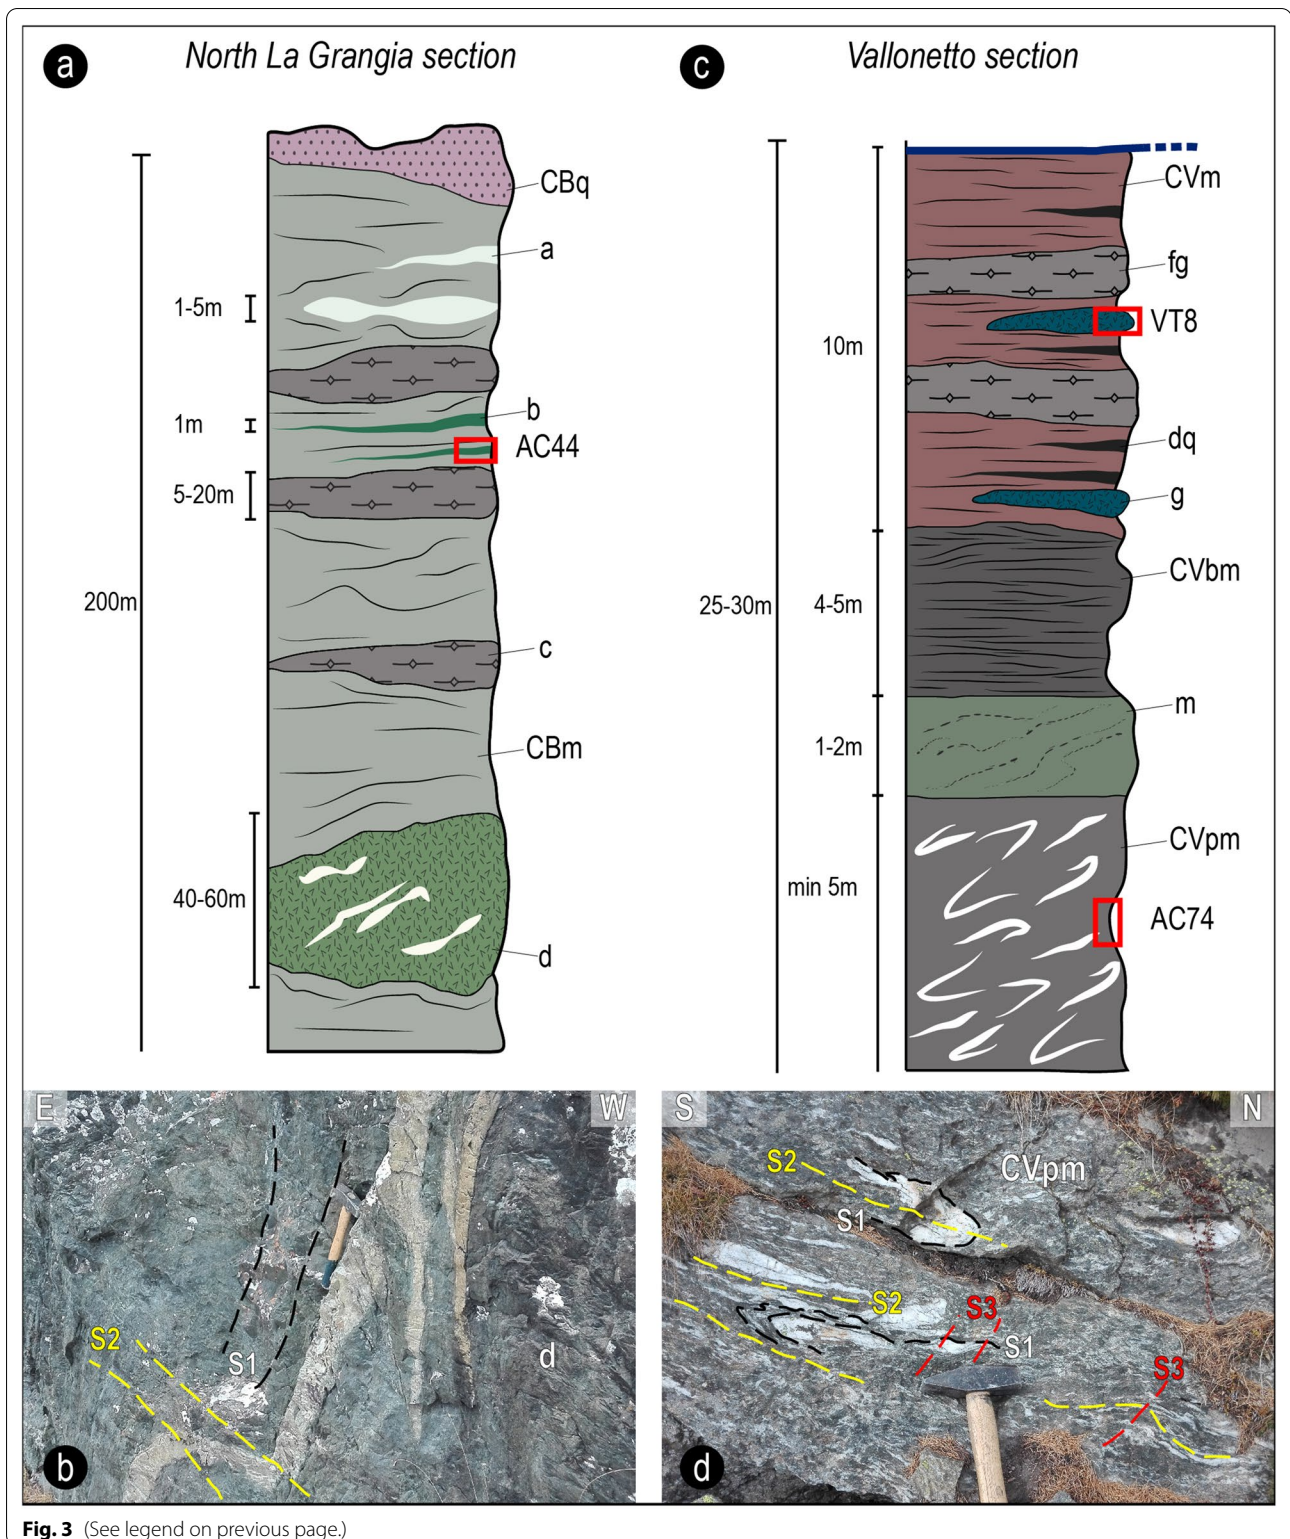 a North La Grangia section
CBq
a
1-5m
b
1m
AC44
5-20m
200m
c
CBm
40-60m
d
c Vallonetto section
CVm
fg
VT8
10m
dq
g
CVbm
25-30m
4-5m
m
1-2m
CVpm
min 5m
AC74
E W
S2
S1
d
b
S N
S2
CVpm
S1
S2
S3
S1
S3
d
Fig. 3 (See legend on previous page.)